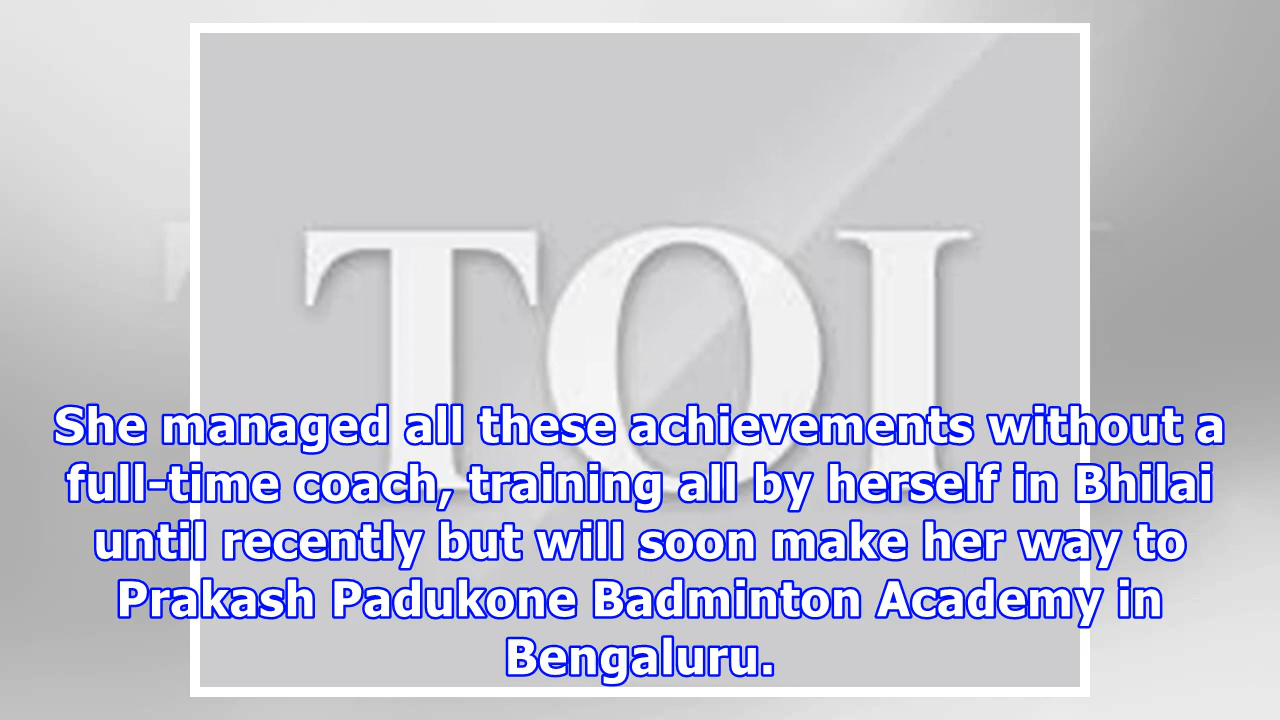 TOI
She managed all these achievements without a
full-time coach, training all by herself in Bhilai
until recently but will soon make her way to
Prakash Padukone Badminton Academy in
Bengaluru.